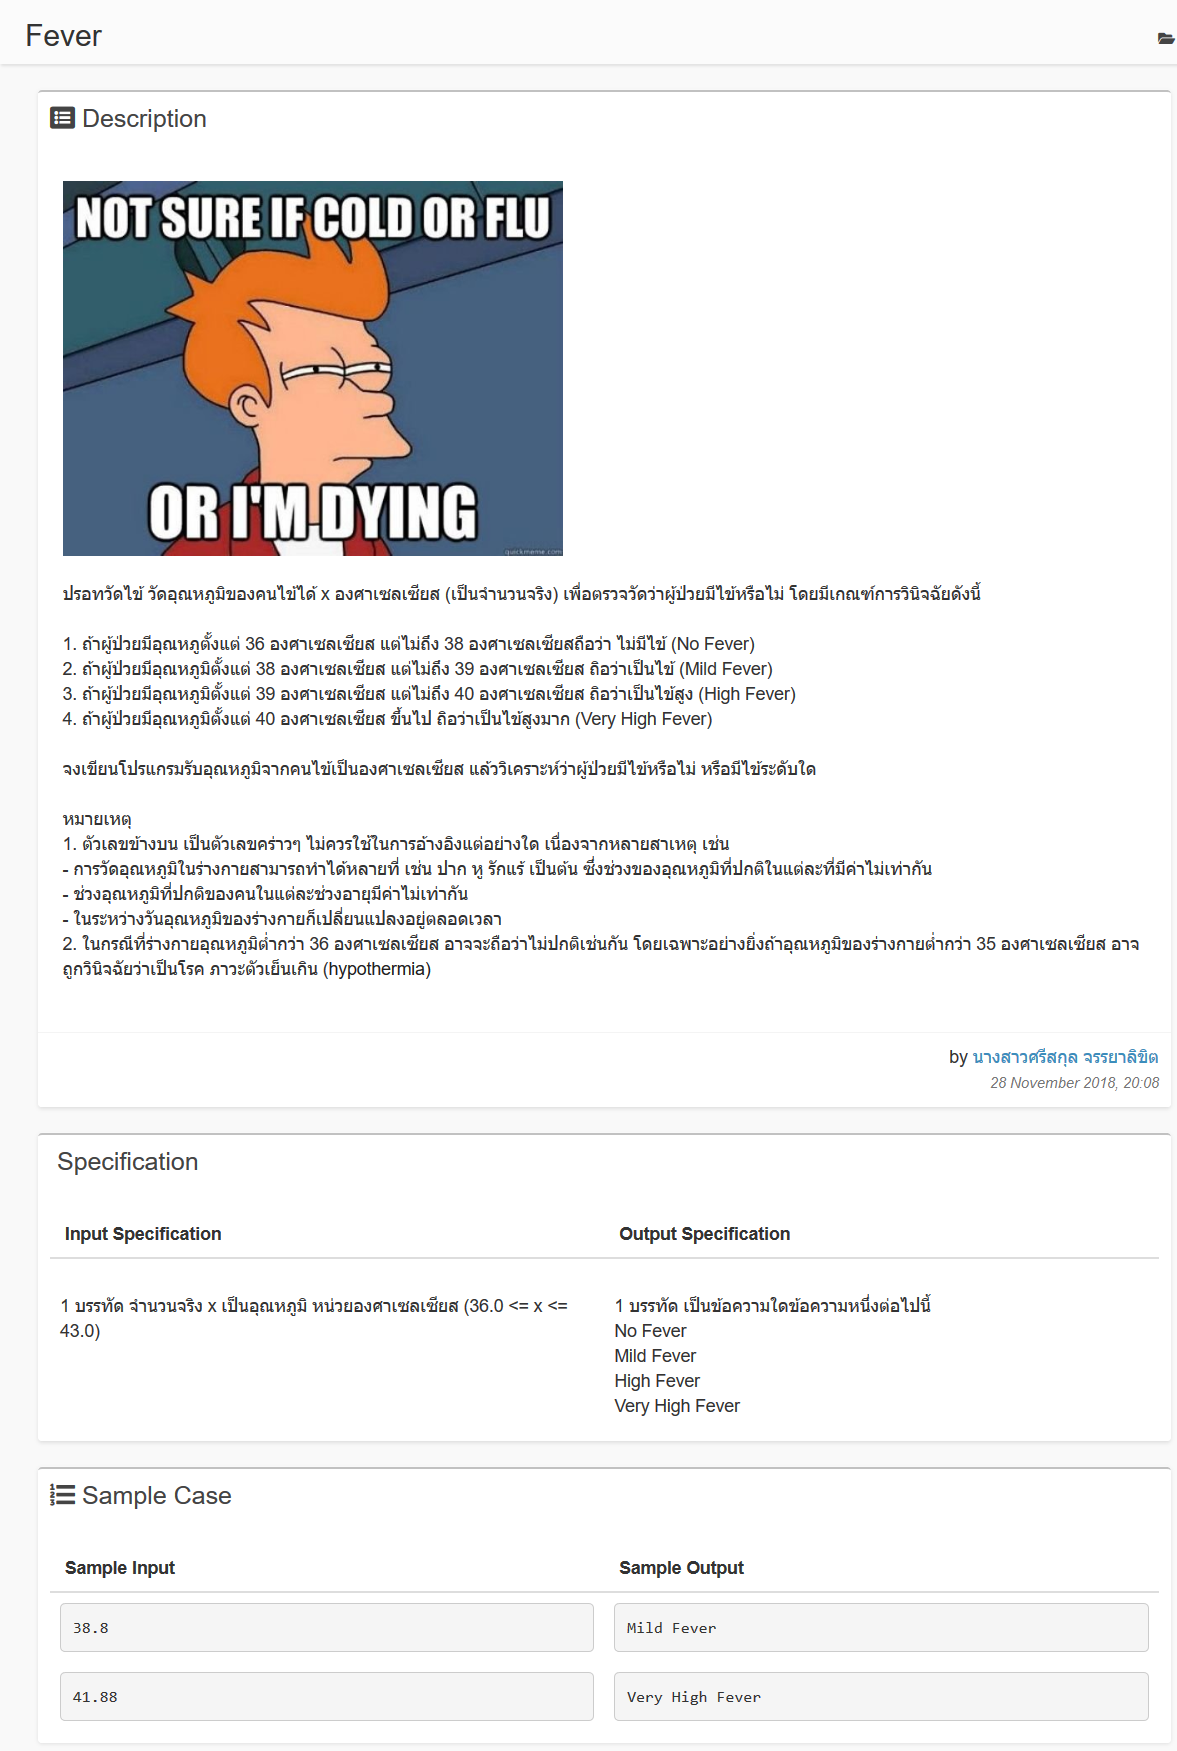 Fever
Description
NOT SURE IF COLD OR FLU
OR I'M DYING
quickmeme.com
ปรอทวัดไข้ วัดอุณหภูมิของคนไข้ได้ x องศาเซลเซียส (เป็นจำนวนจริง) เพื่อตรวจวัดว่าผู้ป่วยมีไข้หรือไม่ โดยมีเกณฑ์การวินิจฉัยดังนี้
1. ถ้าผู้ป่วยมีอุณหภูตั้งแต่ 36 องศาเซลเซียส แต่ไม่ถึง 38 องศาเซลเซียสถือว่า ไม่มีไข้ (No Fever)
2. ถ้าผู้ป่วยมีอุณหภูมิตั้งแต่ 38 องศาเซลเซียส แต่ไม่ถึง 39 องศาเซลเซียส ถือว่าเป็นไข้ (Mild Fever)
3. ถ้าผู้ป่วยมีอุณหภูมิตั้งแต่ 39 องศาเซลเซียส แต่ไม่ถึง 40 องศาเซลเซียส ถือว่าเป็นไข้สูง (High Fever)
4. ถ้าผู้ป่วยมีอุณหภูมิตั้งแต่ 40 องศาเซลเซียส ขึ้นไป ถือว่าเป็นไข้สูงมาก (Very High Fever)
จงเขียนโปรแกรมรับอุณหภูมิจากคนไข้เป็นองศาเซลเซียส แล้ววิเคราะห์ว่าผู้ป่วยมีไข้หรือไม่ หรือมีไข้ระดับใด
หมายเหตุ
1. ตัวเลขข้างบน เป็นตัวเลขคร่าวๆ ไม่ควรใช้ในการอ้างอิงแต่อย่างใด เนื่องจากหลายสาเหตุ เช่น
- การวัดอุณหภูมิในร่างกายสามารถทำได้หลายที่ เช่น ปาก หู รักแร้ เป็นต้น ซึ่งช่วงของอุณหภูมิที่ปกติในแต่ละที่มีค่าไม่เท่ากัน
- ช่วงอุณหภูมิที่ปกติของคนในแต่ละช่วงอายุมีค่าไม่เท่ากัน
- ในระหว่างวันอุณหภูมิของร่างกายก็เปลี่ยนแปลงอยู่ตลอดเวลา
2. ในกรณีที่ร่างกายอุณหภูมิต่ำกว่า 36 องศาเซลเซียส อาจจะถือว่าไม่ปกติเช่นกัน โดยเฉพาะอย่างยิ่งถ้าอุณหภูมิของร่างกายต่ำกว่า 35 องศาเซลเซียส อาจ
ถูกวินิจฉัยว่าเป็นโรค ภาวะตัวเย็นเกิน (hypothermia)
by นางสาวศรีสกุล จรรยาลิขิต
28 November 2018, 20:08
Specification
Input Specification
Output Specification
1 บรรทัด จำนวนจริง x เป็นอุณหภูมิ หน่วยองศาเซลเซียส (36.0 <= x <=
43.0)
1 บรรทัด เป็นข้อความใดข้อความหนึ่งต่อไปนี้
No Fever
Mild Fever
High Fever
Very High Fever
Sample Case
Sample Input
Sample Output
38.8
Mild Fever
41.88
Very High Fever